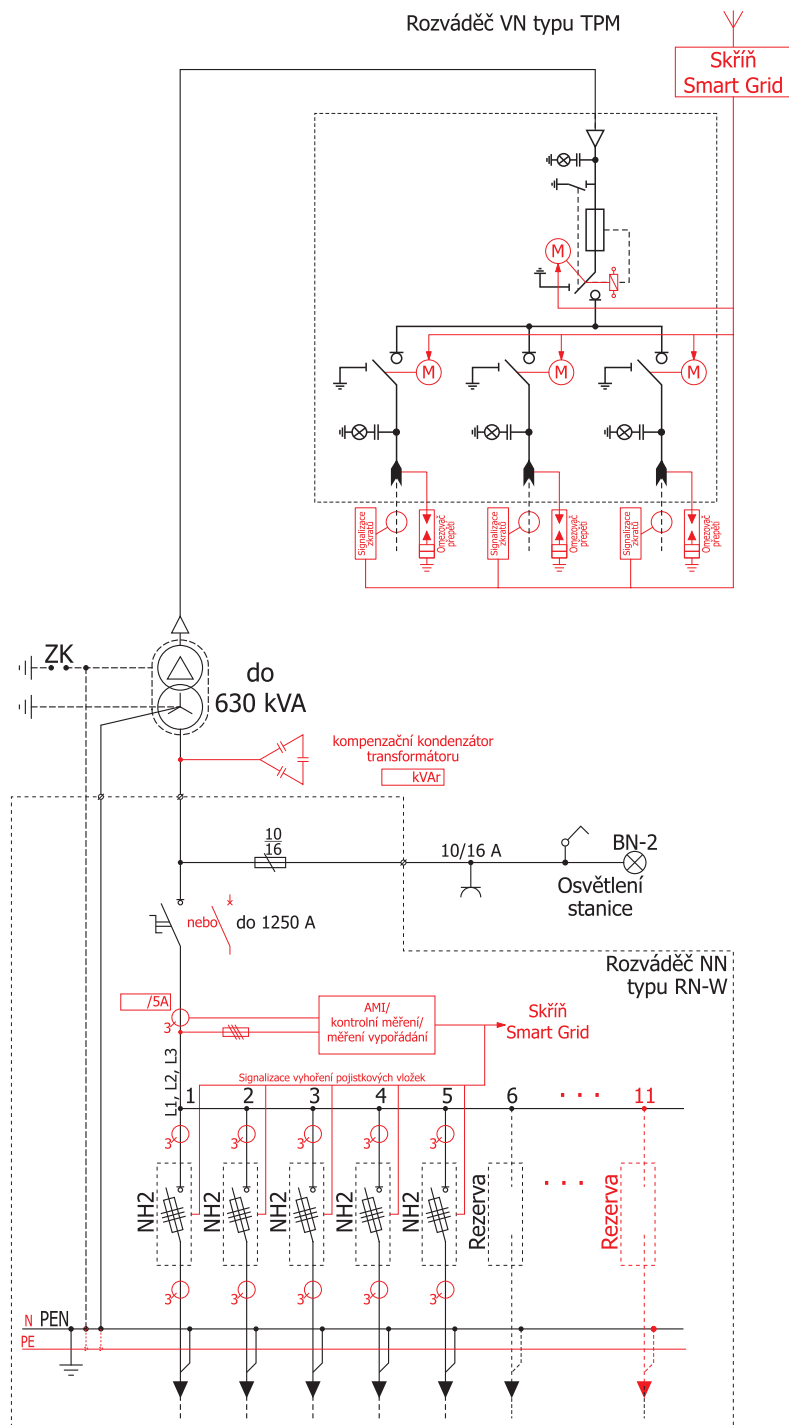 Rozváděč VN typu TPM
Skříň
Smart Grid
M
M
M
M
Signalizace
zkratů
Omezovač
přepětí
Signalizace
zkratů
Omezovač
přepětí
Signalizace
zkratů
Omezovač
přepětí
ZK
do
630 kVA
kompenzační kondenzátor
transformátoru
kVAr
10
16
10/16 A
BN-2
Osvětlení
stanice
nebo
do 1250 A
Rozváděč NN
typu RN-W
/5A
3
AMI/
kontrolní měření/
měření vypořádání
Skříň
Smart Grid
L1, L2, L3
Signalizace vyhoření pojistkových vložek
1 2 3 4 5 6 . . . 11
3 3 3 3 3
NH2 NH2 NH2 NH2 NH2 Rezerva . . . Rezerva
3 3 3 3 3
N PEN
PE